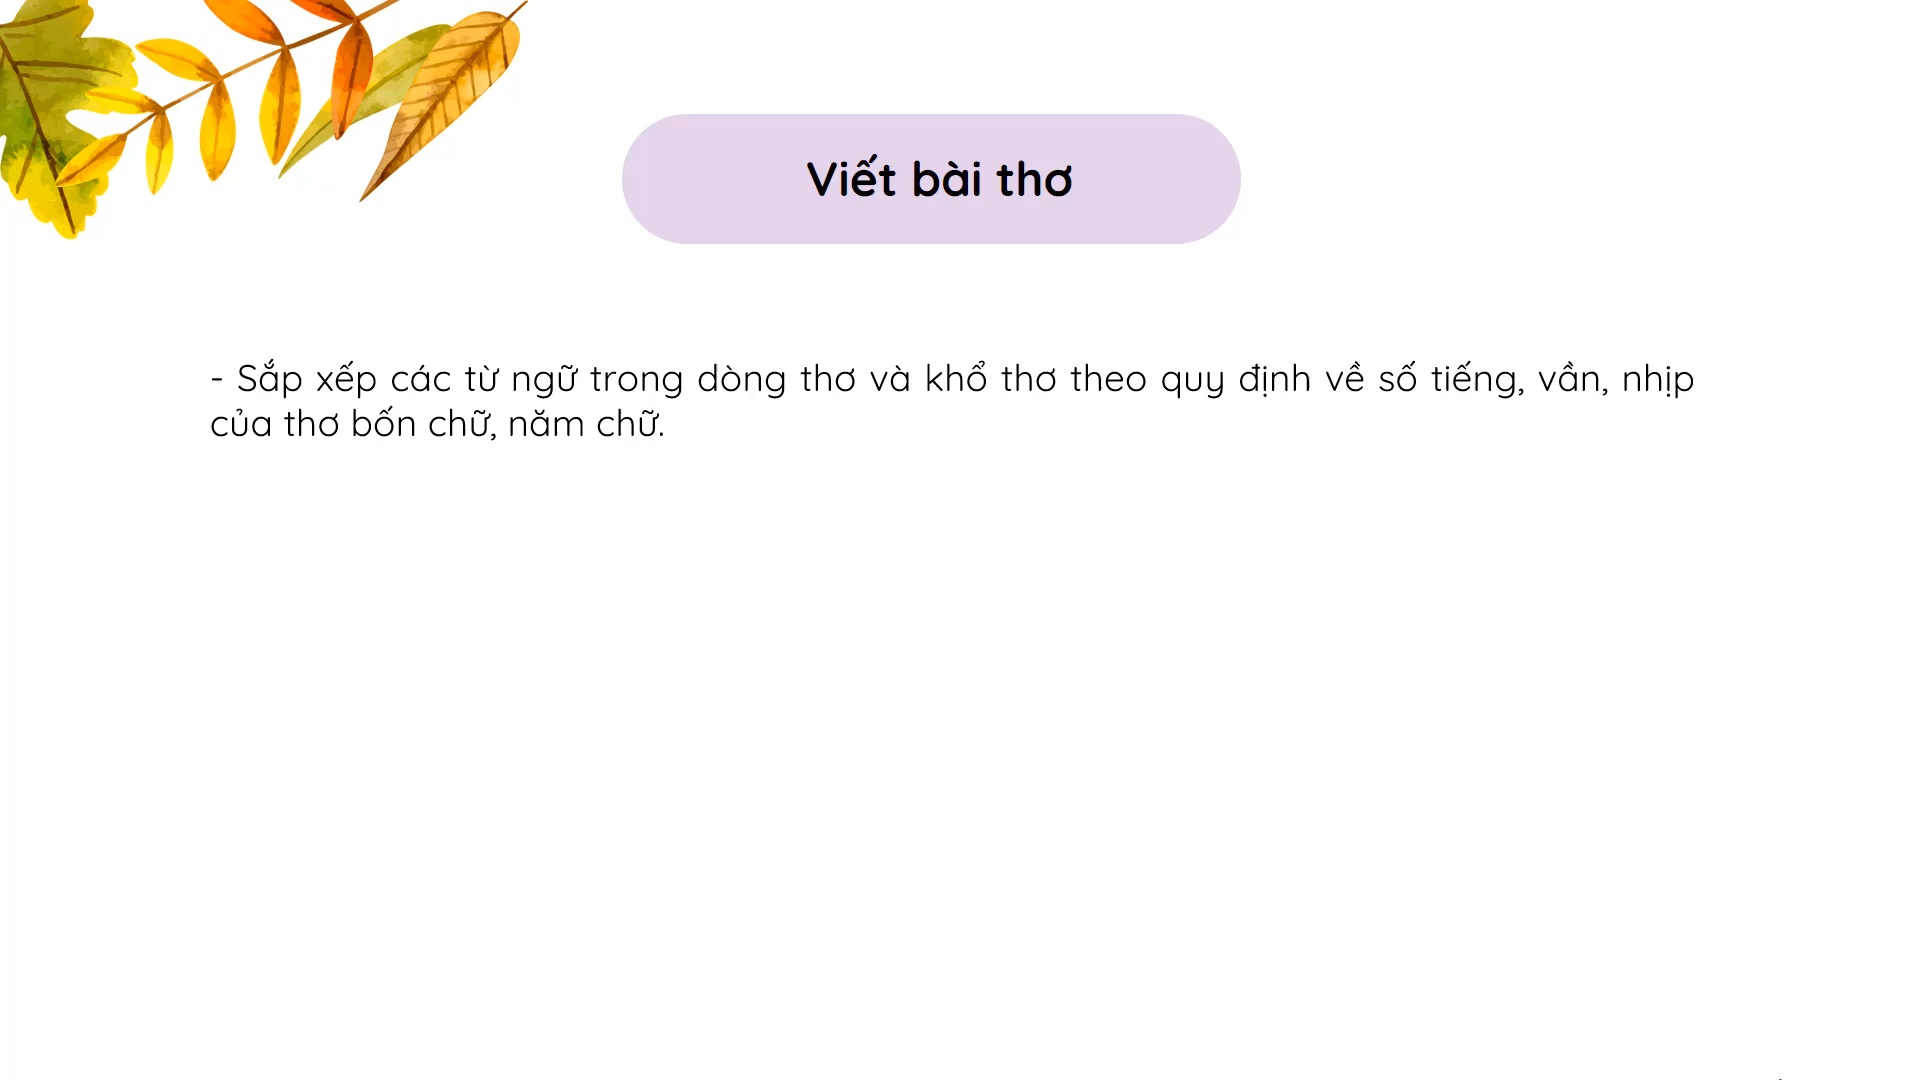 Viết bài thơ
- Sắp xếp các từ ngữ trong dòng thơ và khổ thơ theo quy định về số tiếng, vần, nhịp
của thơ bốn chữ, năm chữ.